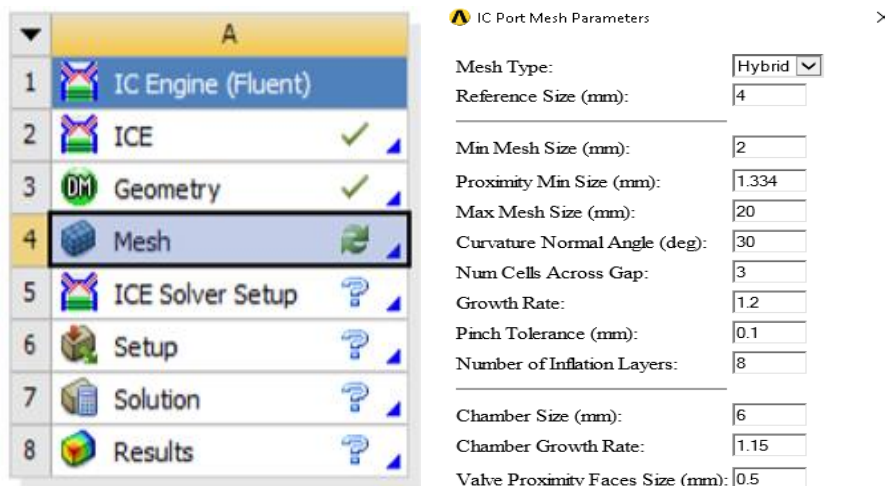 A
1 IC Engine (Fluent)
2 ICE
3 DM Geometry
4 Mesh
5 ICE Solver Setup ?
6 Setup ?
7 Solution ?
8 Results ?
IC Port Mesh Parameters
Mesh Type: Hybrid
Reference Size (mm): 4
Min Mesh Size (mm): 2
Proximity Min Size (mm): 1.334
Max Mesh Size (mm): 20
Curvature Normal Angle (deg): 30
Num Cells Across Gap: 3
Growth Rate: 1.2
Pinch Tolerance (mm): 0.1
Number of Inflation Layers: 8
Chamber Size (mm): 6
Chamber Growth Rate: 1.15
Valve Proximity Faces Size (mm): 0.5